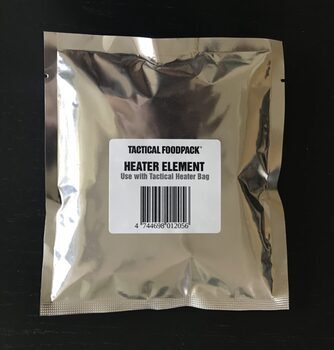 TACTICAL FOODPACK®
HEATER ELEMENT
Use with Tactical Heater Bag
4 744698 012056